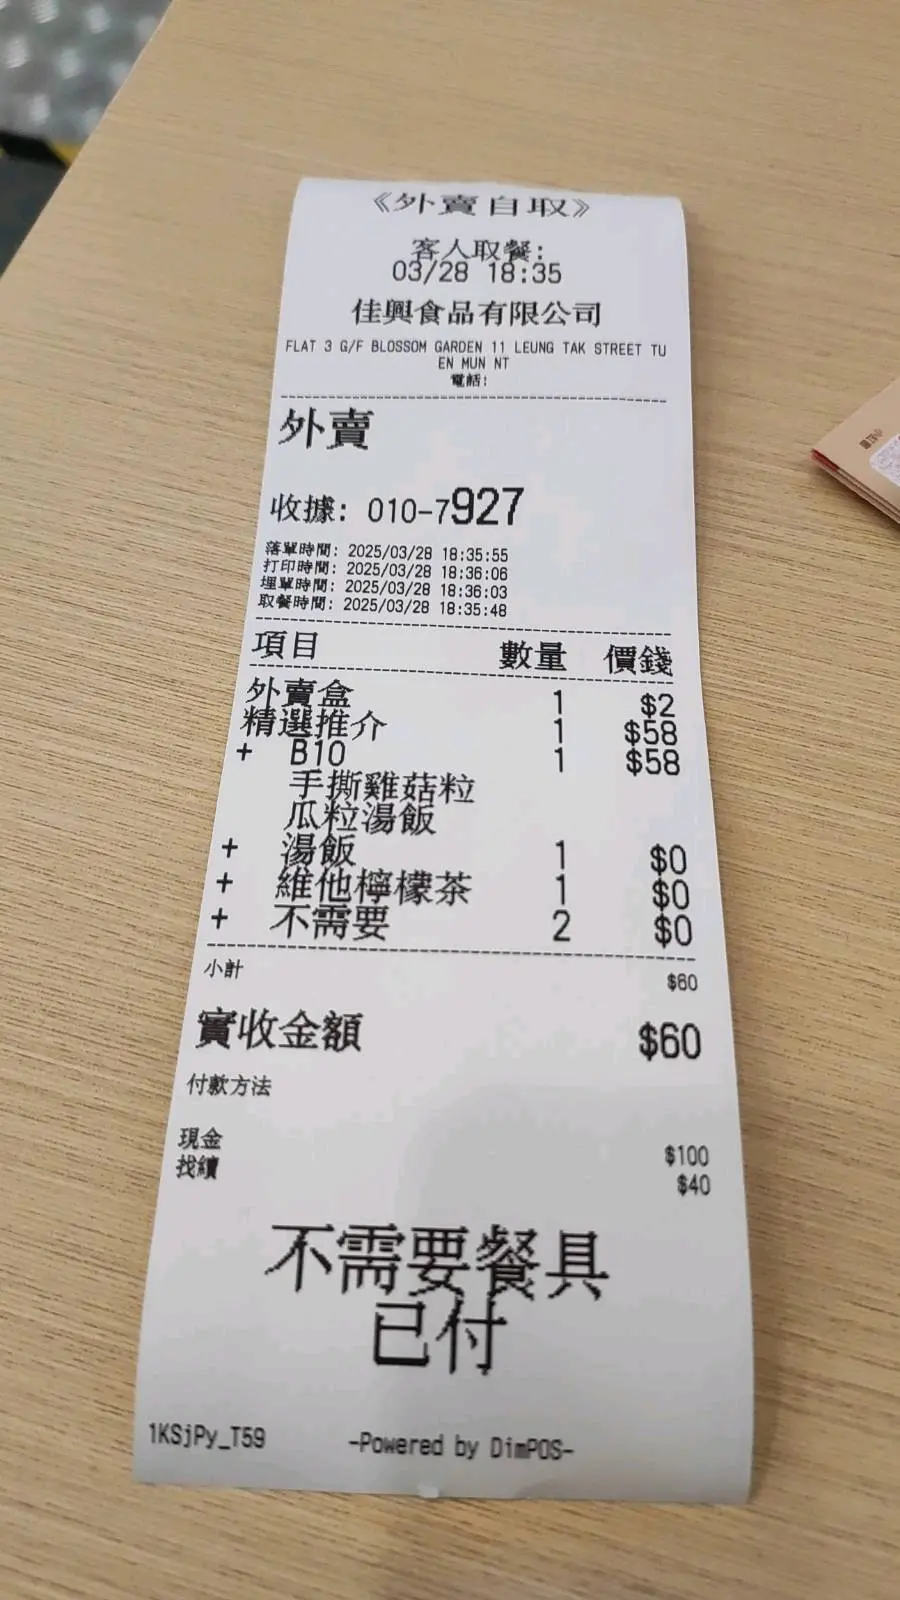 《外賣自取》
客人取餐:
03/28 18:35
佳興食品有限公司
FLAT 3 G/F BLOSSOM GARDEN 11 LEUNG TAK STREET TU
EN MUN NT
電話:
外賣
收據: 010-7927
落單時間: 2025/03/28 18:35:55
打印時間: 2025/03/28 18:36:06
埋單時間: 2025/03/28 18:36:03
取餐時間: 2025/03/28 18:35:48
項目 數量 價錢
外賣盒 1 $2
精選推介 1 $58
+ B10 1 $58
手撕雞菇粒
瓜粒湯飯
+ 湯飯 1 $0
+ 維他檸檬茶 1 $0
+ 不需要 2 $0
小計 $60
實收金額 $60
付款方法
現金 $100
找續 $40
不需要餐具
已付
1KSjPy_T59 -Powered by DimPOS-